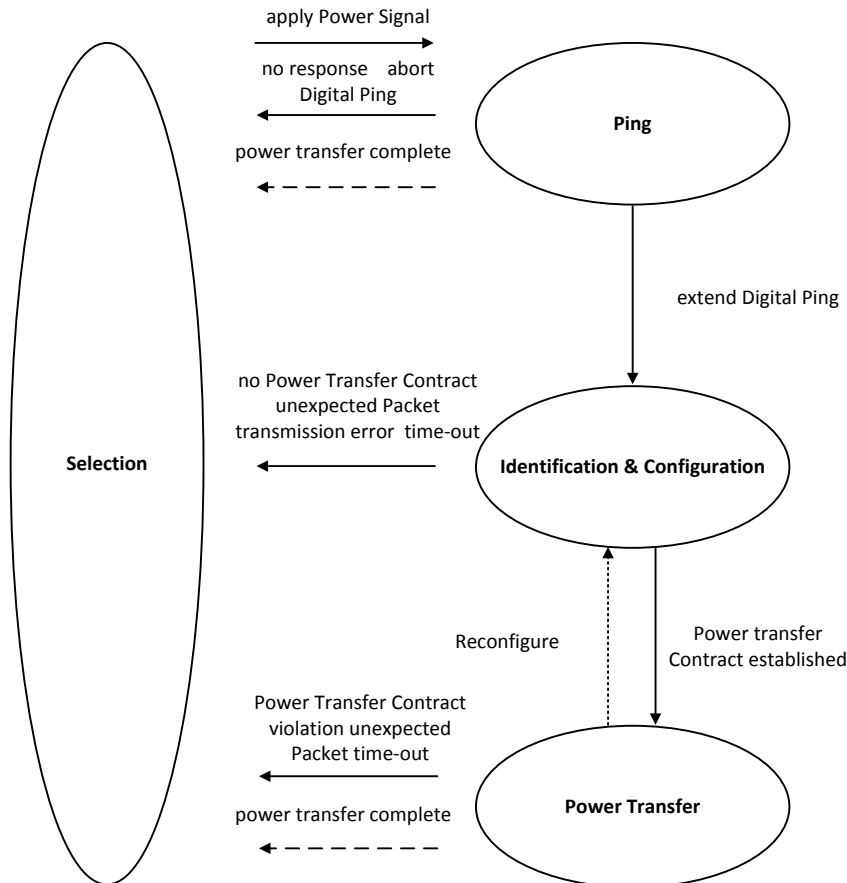 apply Power Signal
no response abort
Digital Ping
power transfer complete
Ping
extend Digital Ping
no Power Transfer Contract
unexpected Packet
transmission error time-out
Selection
Identification & Configuration
Reconfigure
Power transfer
Contract established
Power Transfer Contract
violation unexpected
Packet time-out
power transfer complete
Power Transfer